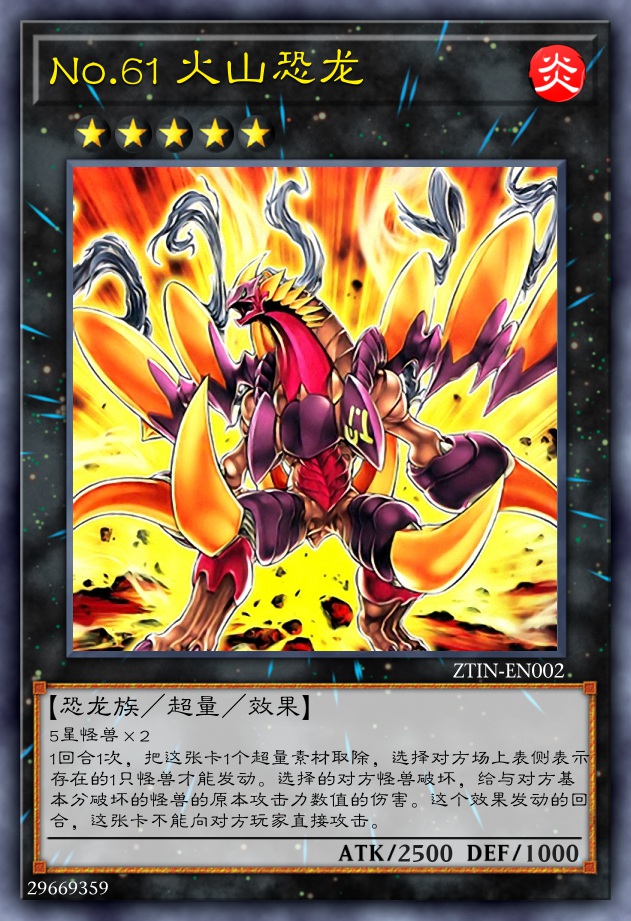 No.61 火山恐龙
炎
61
ZTIN-EN002
【恐龙族／超量／效果】
5星怪兽×2
1回合1次，把这张卡1个超量素材取除，选择对方场上表侧表示
存在的1只怪兽才能发动。选择的对方怪兽破坏，给与对方基
本分破坏的怪兽的原本攻击力数值的伤害。这个效果发动的回
合，这张卡不能向对方玩家直接攻击。
ATK/2500 DEF/1000
29669359